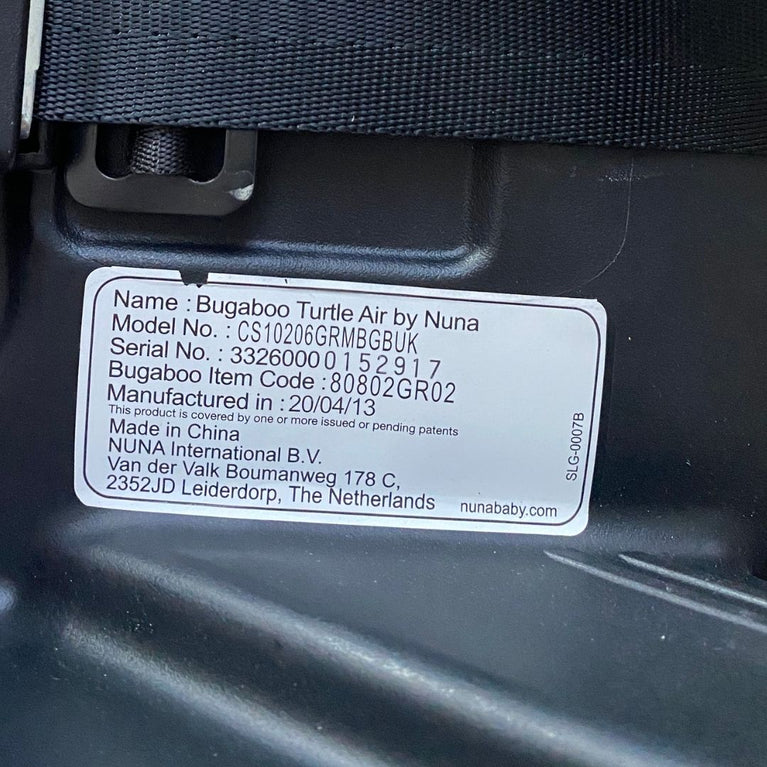 Name : Bugaboo Turtle Air by Nuna
Model No. : CS10206GRMBGBUK
Serial No. : 33260000152917
Bugaboo Item Code : 80802GR02
Manufactured in : 20/04/13
This product is covered by one or more issued or pending patents
Made in China
NUNA International B.V.
Van der Valk Boumanweg 178 C,
2352JD Leiderdorp, The Netherlands
nunababy.com
SLG-0007B